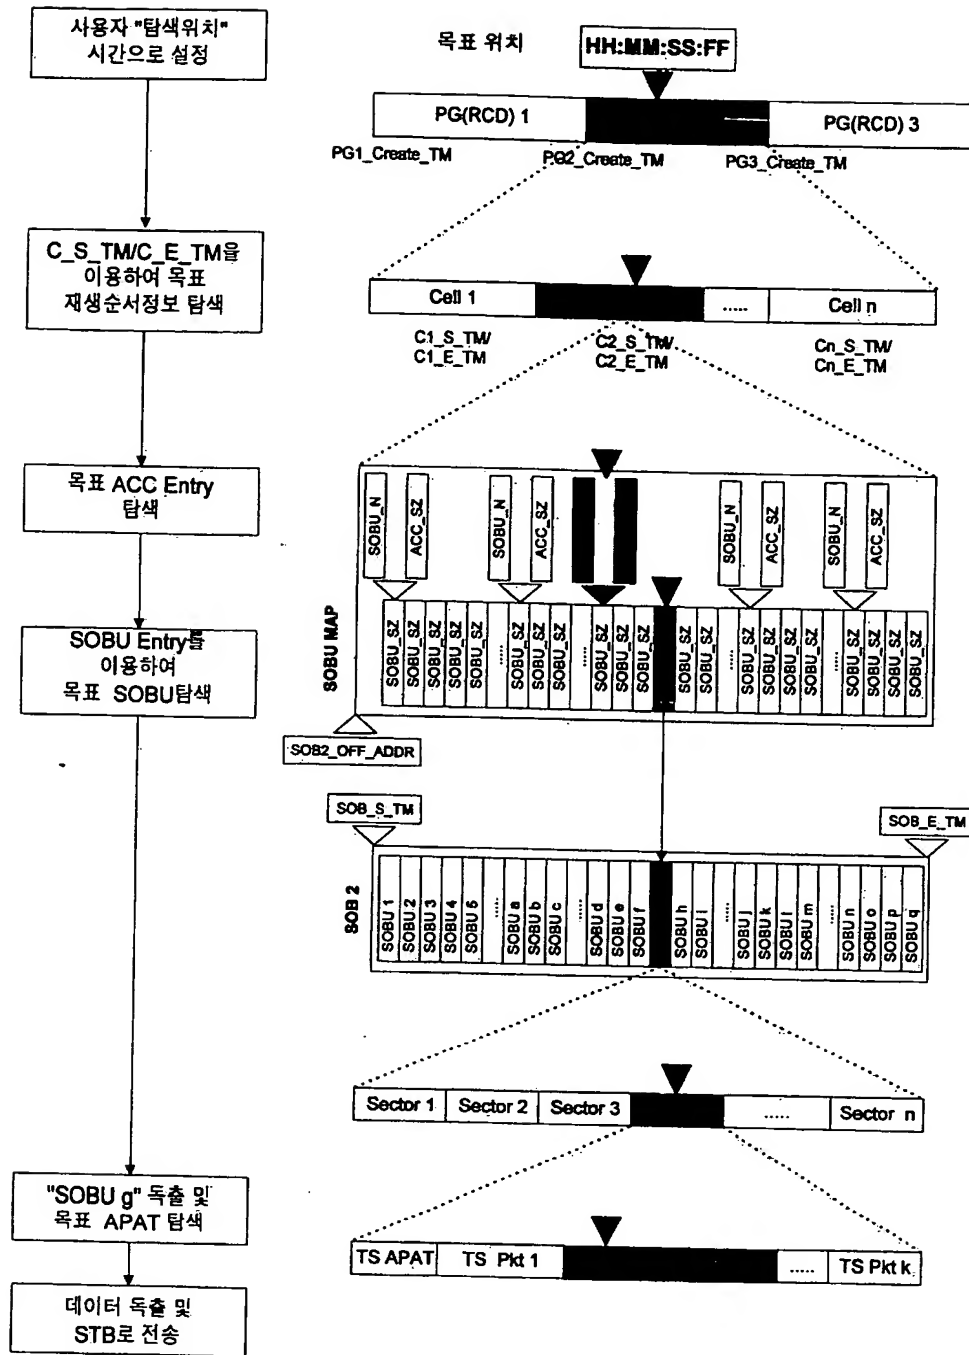 사용자 "탐색위치"
시간으로 설정
목표 위치
HH:MM:SS:FF
PG(RCD) 1
PG(RCD) 3
PG1_Create_TM
PG2_Create_TM
PG3_Create_TM
C_S_TM/C_E_TM을
이용하여 목표
재생순서정보 탐색
Cell 1
.....
Cell n
C1_S_TM/
C1_E_TM
C2_S_TM/
C2_E_TM
Cn_S_TM/
Cn_E_TM
목표 ACC Entry
탐색
SOBU_N
ACC_SZ
SOBU_N
ACC_SZ
SOBU_N
ACC_SZ
SOBU_N
ACC_SZ
SOBU Entry를
이용하여
목표 SOBU탐색
SOBU MAP
SOBU_SZ
SOBU_SZ
SOBU_SZ
SOBU_SZ
SOBU_SZ
.....
SOBU_SZ
SOBU_SZ
SOBU_SZ
.....
SOBU_SZ
SOBU_SZ
SOBU_SZ
SOBU_SZ
SOBU_SZ
.....
SOBU_SZ
SOBU_SZ
SOBU_SZ
SOBU_SZ
.....
SOBU_SZ
SOBU_SZ
SOBU_SZ
SOBU_SZ
SOB2_OFF_ADDR
SOB_S_TM
SOB_E_TM
SOB 2
SOBU 1
SOBU 2
SOBU 3
SOBU 4
SOBU 5
.....
SOBU a
SOBU b
SOBU c
.....
SOBU d
SOBU e
SOBU f
SOBU h
SOBU i
.....
SOBU j
SOBU k
SOBU l
SOBU m
.....
SOBU n
SOBU o
SOBU p
SOBU q
Sector 1
Sector 2
Sector 3
.....
Sector n
"SOBU g" 독출 및
목표 APAT 탐색
TS APAT
TS Pkt 1
.....
TS Pkt k
데이터 독출 및
STB로 전송